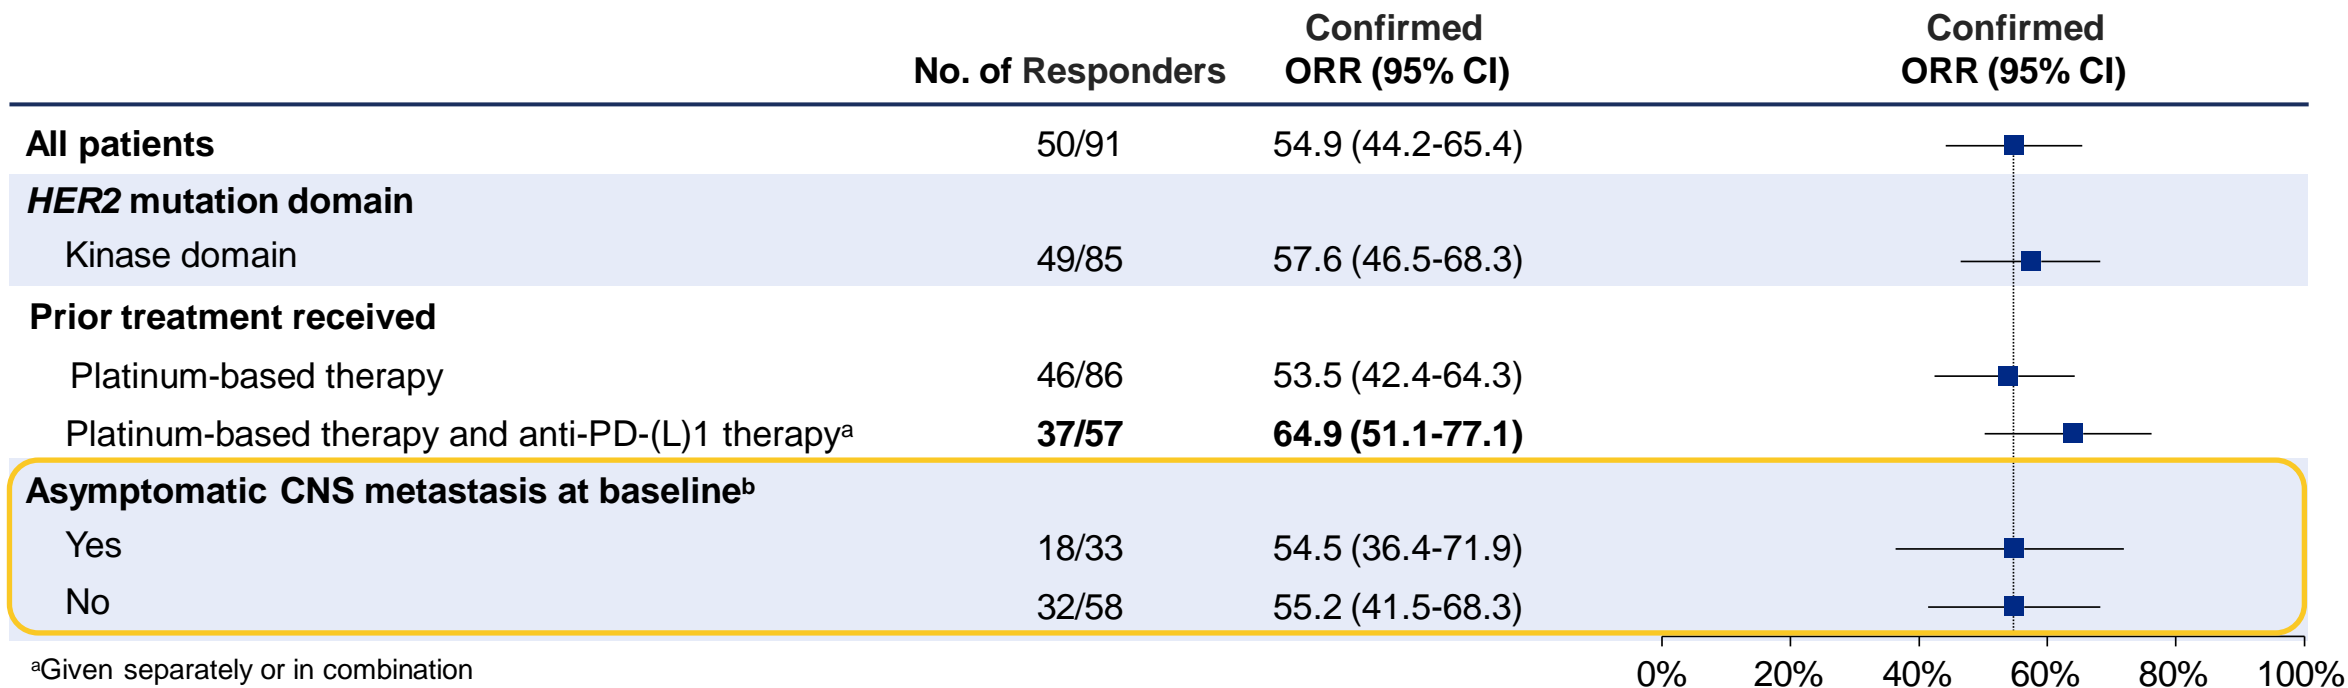 Confirmed Confirmed
No. of Responders ORR (95% CI) ORR (95% CI)
All patients 50/91 54.9 (44.2-65.4)
HER2 mutation domain
Kinase domain 49/85 57.6 (46.5-68.3)
Prior treatment received
Platinum-based therapy 46/86 53.5 (42.4-64.3)
Platinum-based therapy and anti-PD-(L)1 therapyᵃ 37/57 64.9 (51.1-77.1)
Asymptomatic CNS metastasis at baselineᵇ
Yes 18/33 54.5 (36.4-71.9)
No 32/58 55.2 (41.5-68.3)
ᵃGiven separately or in combination 0% 20% 40% 60% 80% 100%